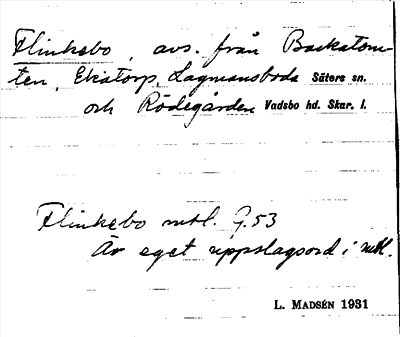 Flinkebo, avs. från Backatom-
ten, Ekatorp, Lagmansboda Säters sn.
och Rödegården Vadsbo hd. Skar. l.
Flinkebo mtl. G.53
Är eget uppslagsord i mtl.
L. MADSÉN 1931